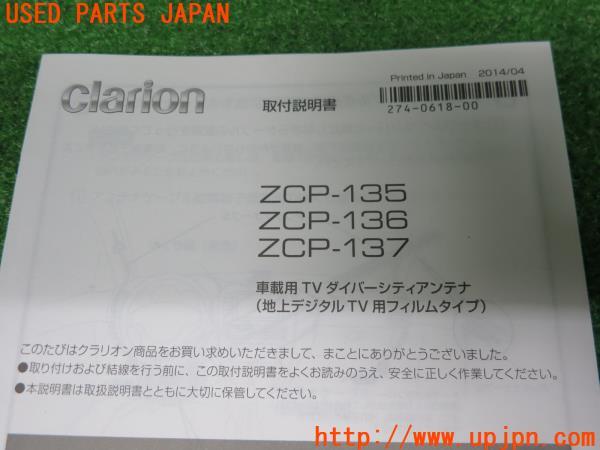 USED PARTS JAPAN
Printed in Japan 2014/04
Clarion
取付説明書
274-0618-00
ZCP-135
ZCP-136
ZCP-137
車載用 TV ダイバーシティアンテナ
（地上デジタル TV 用フィルムタイプ）
このたびはクラリオン商品をお買い求めいただきまして、まことにありがとうございました。
●取り付けおよび結線を行う前に、この取付説明書をよくお読みのうえ、安全に正しく作業してください。
●本説明書は取扱説明書とともに大切に保管してください。
(株)ユーパーツ
www.upjpn.com